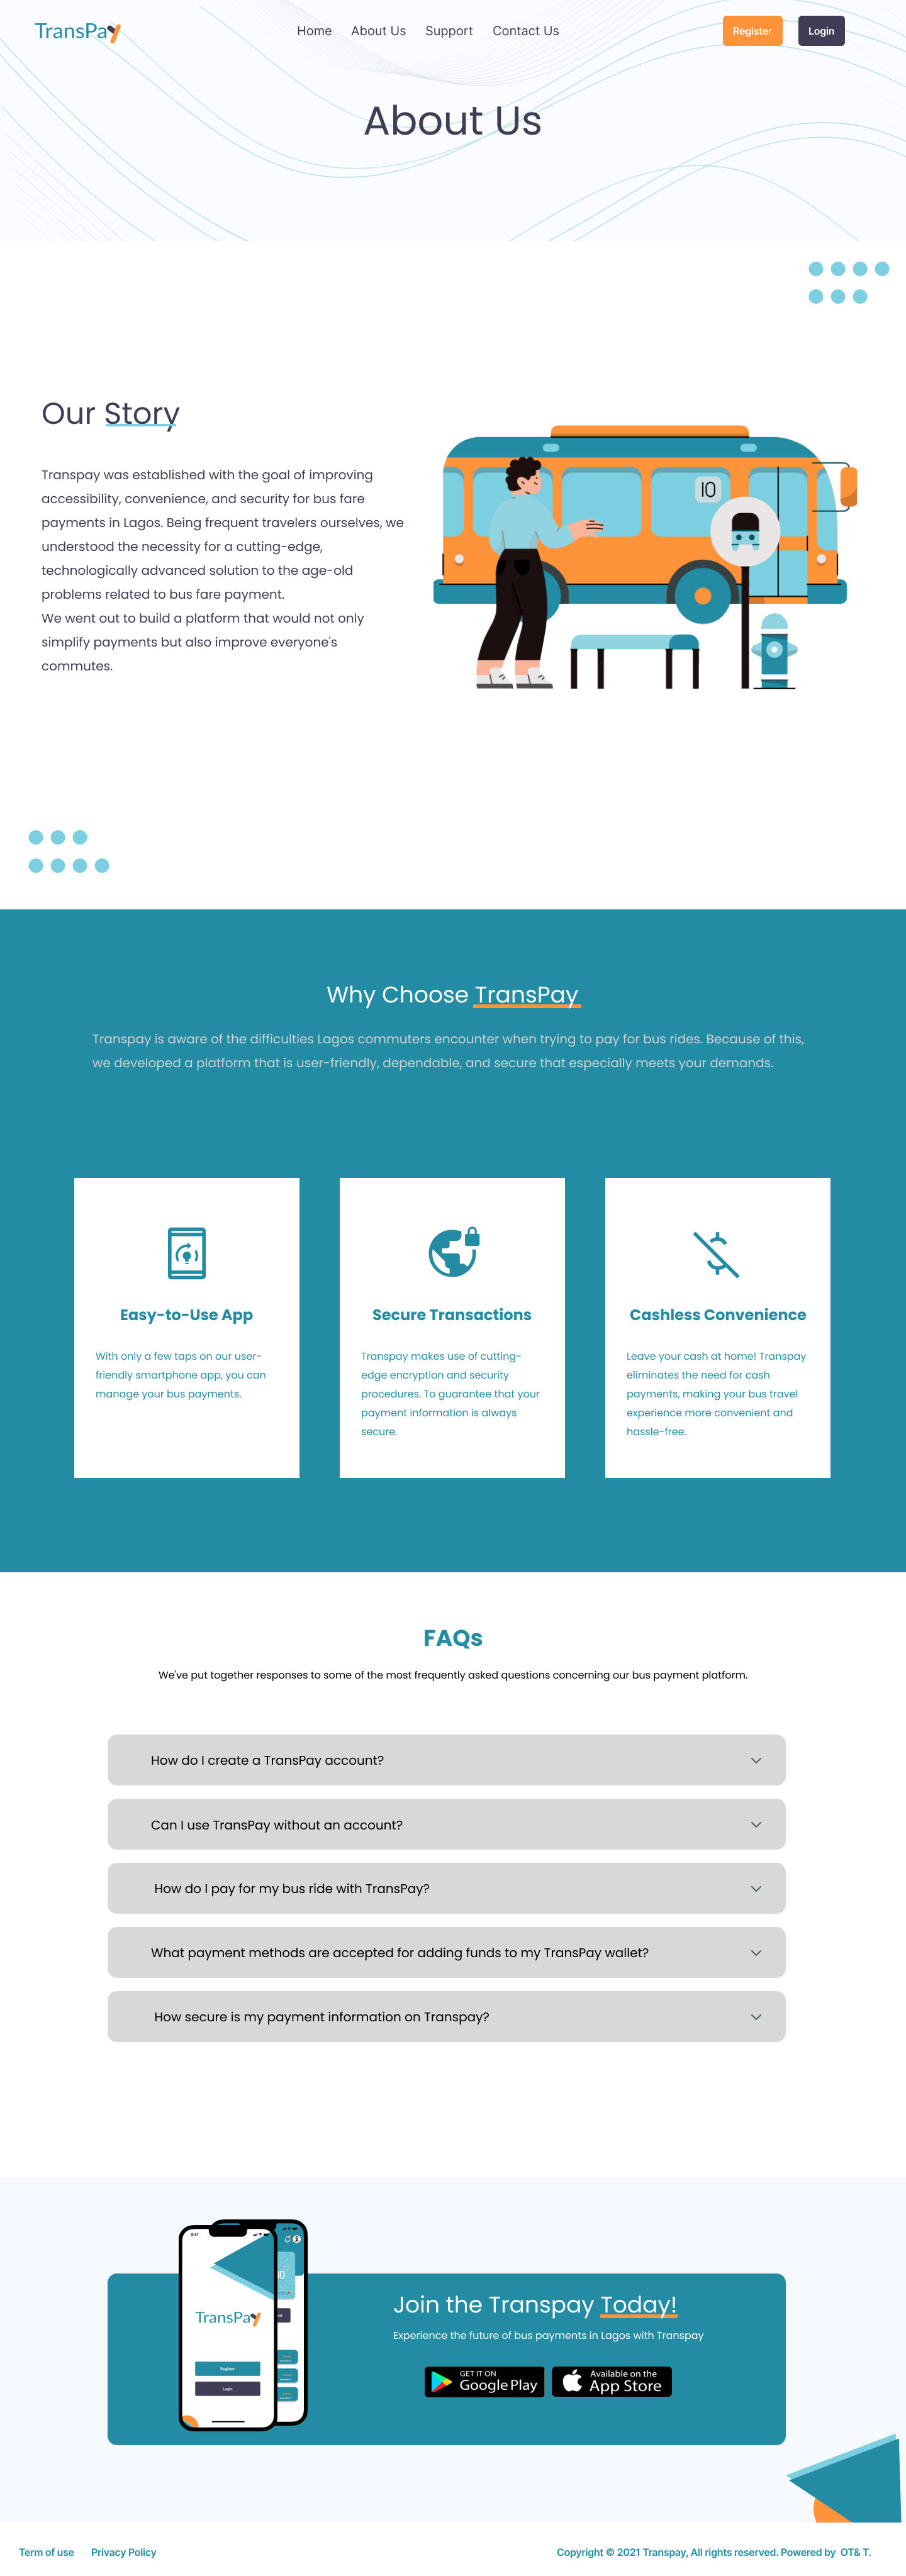 TransPay
Home About Us Support Contact Us
Register Login
About Us
Our Story
Transpay was established with the goal of improving
accessibility, convenience, and security for bus fare
payments in Lagos. Being frequent travelers ourselves, we
understood the necessity for a cutting-edge,
technologically advanced solution to the age-old
problems related to bus fare payment.
We went out to build a platform that would not only
simplify payments but also improve everyone's
commutes.
10
Why Choose TransPay
Transpay is aware of the difficulties Lagos commuters encounter when trying to pay for bus rides. Because of this,
we developed a platform that is user-friendly, dependable, and secure that especially meets your demands.
Easy-to-Use App
With only a few taps on our user-
friendly smartphone app, you can
manage your bus payments.
Secure Transactions
Transpay makes use of cutting-
edge encryption and security
procedures. To guarantee that your
payment information is always
secure.
Cashless Convenience
Leave your cash at home! Transpay
eliminates the need for cash
payments, making your bus travel
experience more convenient and
hassle-free.
FAQs
We've put together responses to some of the most frequently asked questions concerning our bus payment platform.
How do I create a TransPay account?
Can I use TransPay without an account?
How do I pay for my bus ride with TransPay?
What payment methods are accepted for adding funds to my TransPay wallet?
How secure is my payment information on Transpay?
TransPay
Register
Login
Join the Transpay Today!
Experience the future of bus payments in Lagos with Transpay
GET IT ON
Google Play
Available on the
App Store
Term of use Privacy Policy
Copyright © 2021 Transpay, All rights reserved. Powered by OT& T.